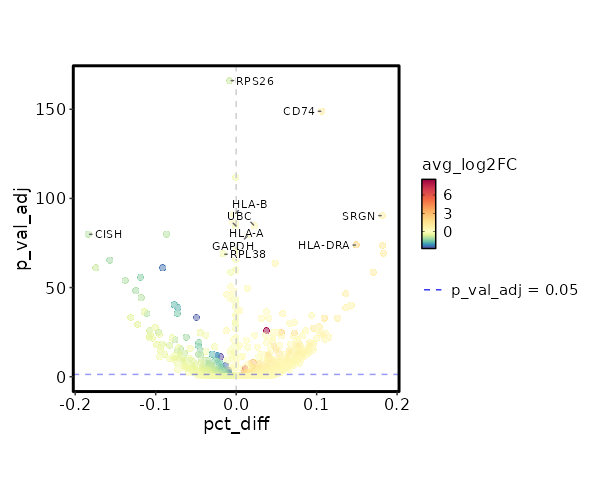 RPS26
CD74
HLA-B
UBC
SRGN
CISH
HLA-A
GAPDH
HLA-DRA
RPL38
150
100
50
0
p_val_adj
-0.2
-0.1
0.0
0.1
0.2
pct_diff
avg_log2FC
6
3
0
p_val_adj = 0.05